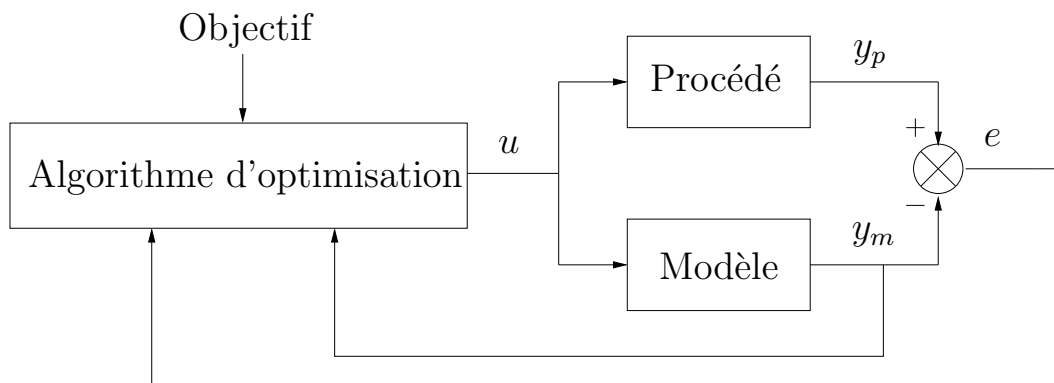 Objectif
Algorithme d'optimisation
u
Procédé
y_p
+
e
−
Modèle
y_m